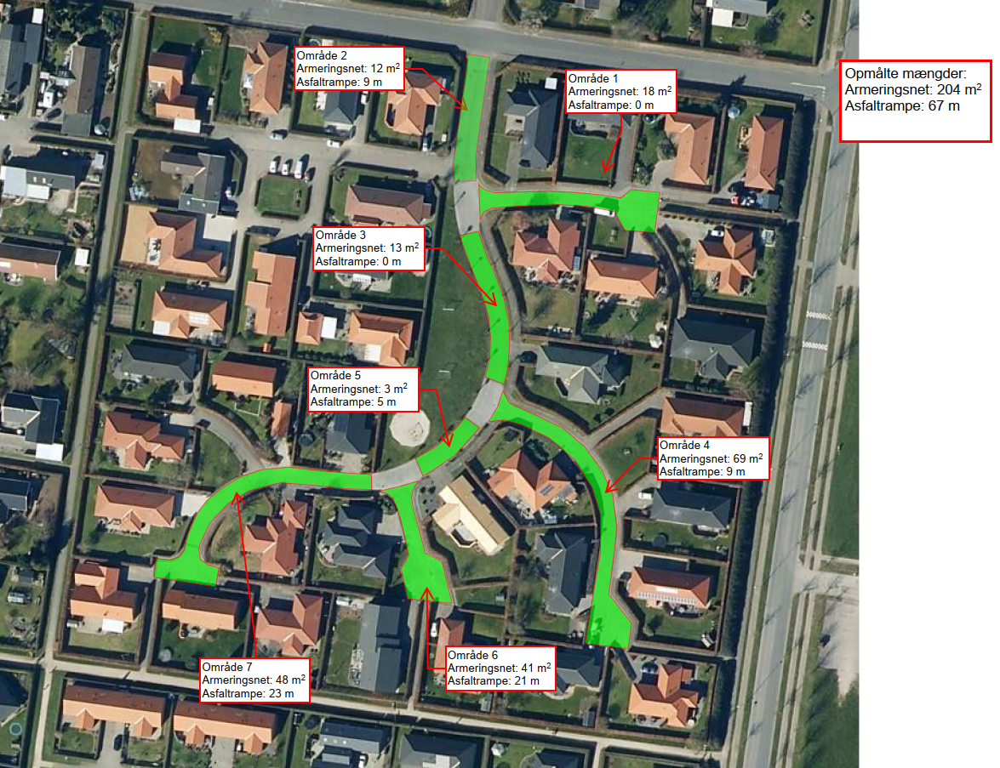 Område 2
Armeringsnet: 12 m²
Asfaltrampe: 9 m
Område 1
Armeringsnet: 18 m²
Asfaltrampe: 0 m
Opmålte mængder:
Armeringsnet: 204 m²
Asfaltrampe: 67 m
Område 3
Armeringsnet: 13 m²
Asfaltrampe: 0 m
Område 5
Armeringsnet: 3 m²
Asfaltrampe: 5 m
Område 4
Armeringsnet: 69 m²
Asfaltrampe: 9 m
Område 6
Armeringsnet: 41 m²
Asfaltrampe: 21 m
Område 7
Armeringsnet: 48 m²
Asfaltrampe: 23 m